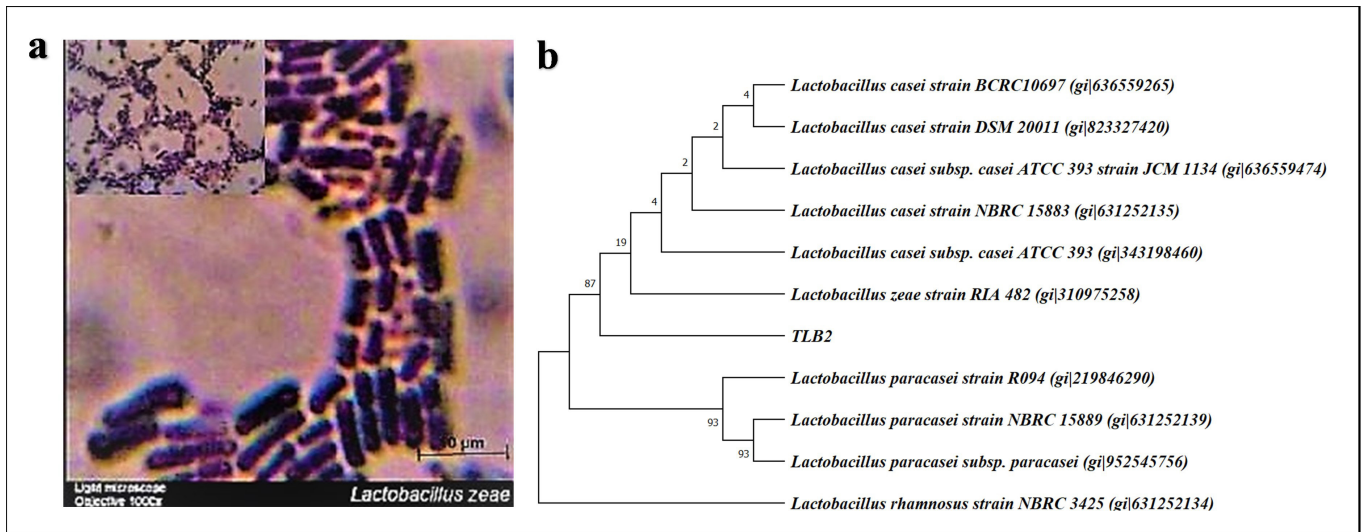 a
10 µm
Light microscope
Objective 100x
Lactobacillus zeae
b
Lactobacillus casei strain BCRC10697 (gi|636559265)
4
Lactobacillus casei strain DSM 20011 (gi|823327420)
2
Lactobacillus casei subsp. casei ATCC 393 strain JCM 1134 (gi|636559474)
2
Lactobacillus casei strain NBRC 15883 (gi|631252135)
4
Lactobacillus casei subsp. casei ATCC 393 (gi|343198460)
19
Lactobacillus zeae strain RIA 482 (gi|310975258)
87
TLB2
Lactobacillus paracasei strain R094 (gi|219846290)
93
Lactobacillus paracasei strain NBRC 15889 (gi|631252139)
93
Lactobacillus paracasei subsp. paracasei (gi|952545756)
Lactobacillus rhamnosus strain NBRC 3425 (gi|631252134)